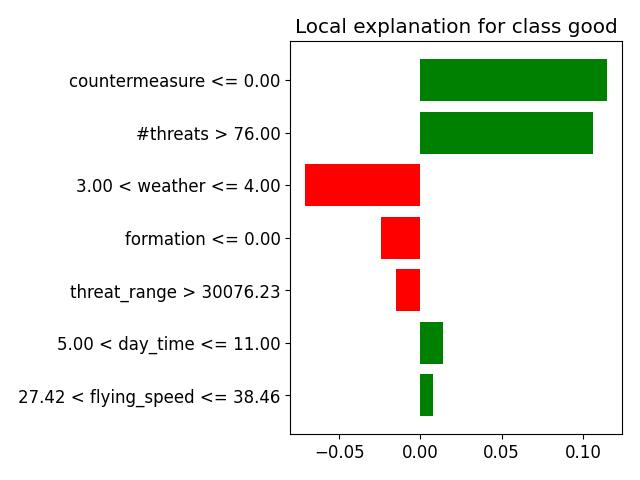 Local explanation for class good
countermeasure <= 0.00
#threats > 76.00
3.00 < weather <= 4.00
formation <= 0.00
threat_range > 30076.23
5.00 < day_time <= 11.00
27.42 < flying_speed <= 38.46
−0.05 0.00 0.05 0.10